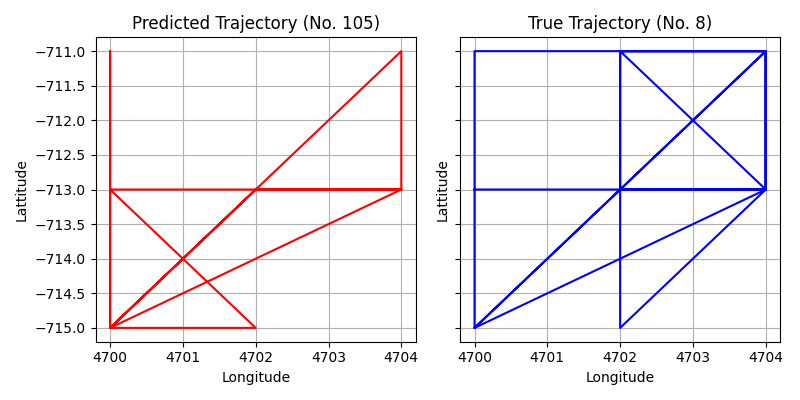 Predicted Trajectory (No. 105)
True Trajectory (No. 8)
−711.0
−711.5
−712.0
−712.5
−713.0
−713.5
−714.0
−714.5
−715.0
Lattitude
Lattitude
4700 4701 4702 4703 4704
4700 4701 4702 4703 4704
Longitude
Longitude